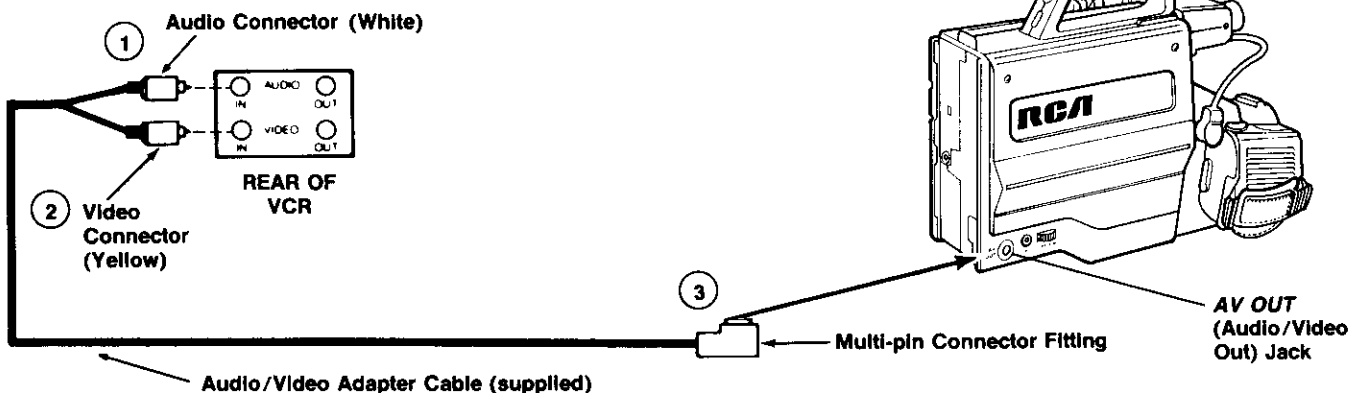 1
Audio Connector (White)
AUDIO
IN
OUT
VIDEO
IN
OUT
REAR OF
VCR
2
Video
Connector
(Yellow)
3
RCA
Multi-pin Connector Fitting
AV OUT
(Audio/Video
Out) Jack
Audio/Video Adapter Cable (supplied)